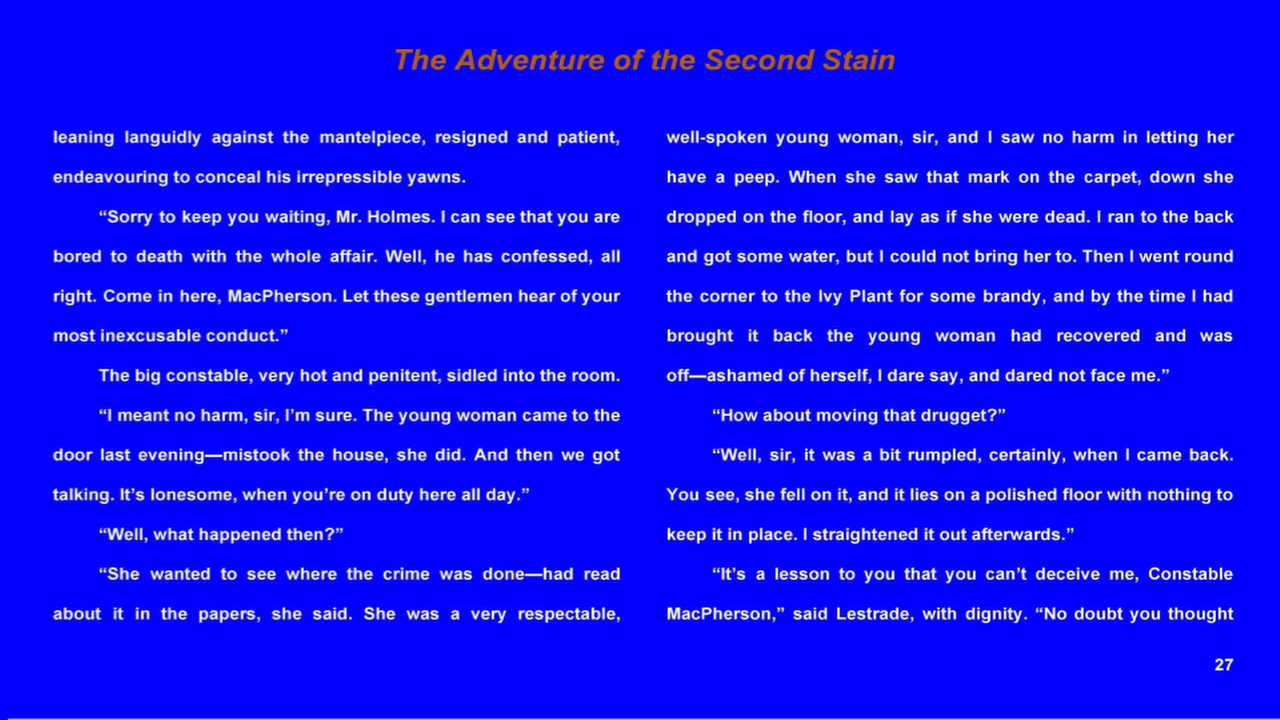 The Adventure of the Second Stain
leaning languidly against the mantelpiece, resigned and patient,
endeavouring to conceal his irrepressible yawns.
“Sorry to keep you waiting, Mr. Holmes. I can see that you are
bored to death with the whole affair. Well, he has confessed, all
right. Come in here, MacPherson. Let these gentlemen hear of your
most inexcusable conduct.”
The big constable, very hot and penitent, sidled into the room.
“I meant no harm, sir, I’m sure. The young woman came to the
door last evening—mistook the house, she did. And then we got
talking. It’s lonesome, when you’re on duty here all day.”
“Well, what happened then?”
“She wanted to see where the crime was done—had read
about it in the papers, she said. She was a very respectable,
well-spoken young woman, sir, and I saw no harm in letting her
have a peep. When she saw that mark on the carpet, down she
dropped on the floor, and lay as if she were dead. I ran to the back
and got some water, but I could not bring her to. Then I went round
the corner to the Ivy Plant for some brandy, and by the time I had
brought it back the young woman had recovered and was
off—ashamed of herself, I dare say, and dared not face me.”
“How about moving that drugget?”
“Well, sir, it was a bit rumpled, certainly, when I came back.
You see, she fell on it, and it lies on a polished floor with nothing to
keep it in place. I straightened it out afterwards.”
“It’s a lesson to you that you can’t deceive me, Constable
MacPherson,” said Lestrade, with dignity. “No doubt you thought
27